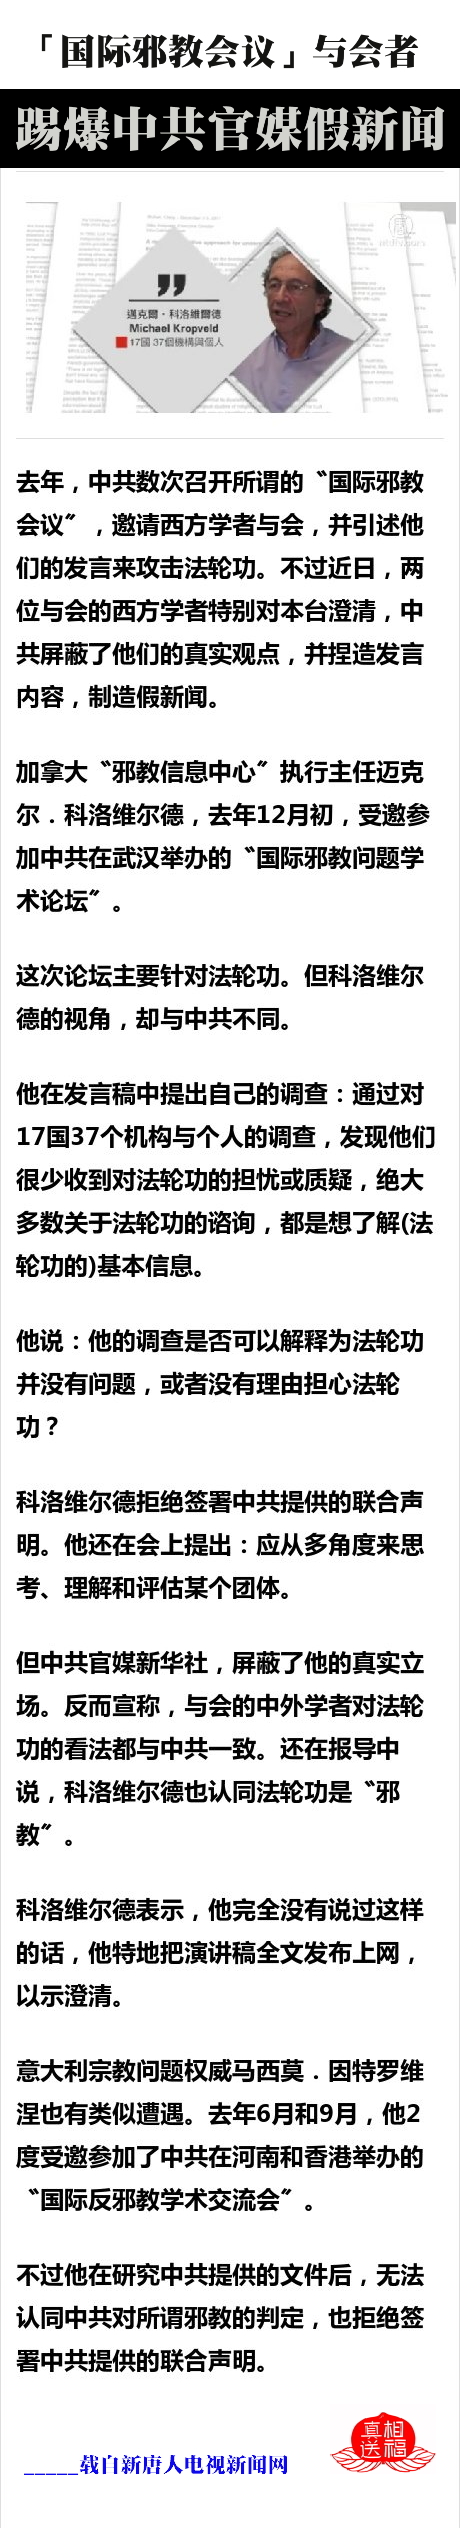 「国际邪教会议」与会者
踢爆中共官媒假新闻
邁克爾·科洛維爾德
Michael Kropveld
17國 37個機構與個人
去年，中共数次召开所谓的〝国际邪教
会议〞，邀请西方学者与会，并引述他
们的发言来攻击法轮功。不过近日，两
位与会的西方学者特别对本台澄清，中
共屏蔽了他们的真实观点，并捏造发言
内容，制造假新闻。
加拿大〝邪教信息中心〞执行主任迈克
尔．科洛维尔德，去年12月初，受邀参
加中共在武汉举办的〝国际邪教问题学
术论坛〞。
这次论坛主要针对法轮功。但科洛维尔
德的视角，却与中共不同。
他在发言稿中提出自己的调查：通过对
17国37个机构与个人的调查，发现他们
很少收到对法轮功的担忧或质疑，绝大
多数关于法轮功的谘询，都是想了解(法
轮功的)基本信息。
他说：他的调查是否可以解释为法轮功
并没有问题，或者没有理由担心法轮
功？
科洛维尔德拒绝签署中共提供的联合声
明。他还在会上提出：应从多角度来思
考、理解和评估某个团体。
但中共官媒新华社，屏蔽了他的真实立
场。反而宣称，与会的中外学者对法轮
功的看法都与中共一致。还在报导中
说，科洛维尔德也认同法轮功是〝邪
教〞。
科洛维尔德表示，他完全没有说过这样
的话，他特地把演讲稿全文发布上网，
以示澄清。
意大利宗教问题权威马西莫．因特罗维
涅也有类似遭遇。去年6月和9月，他2
度受邀参加了中共在河南和香港举办的
〝国际反邪教学术交流会〞。
不过他在研究中共提供的文件后，无法
认同中共对所谓邪教的判定，也拒绝签
署中共提供的联合声明。
真相
送福
_____载自新唐人电视新闻网